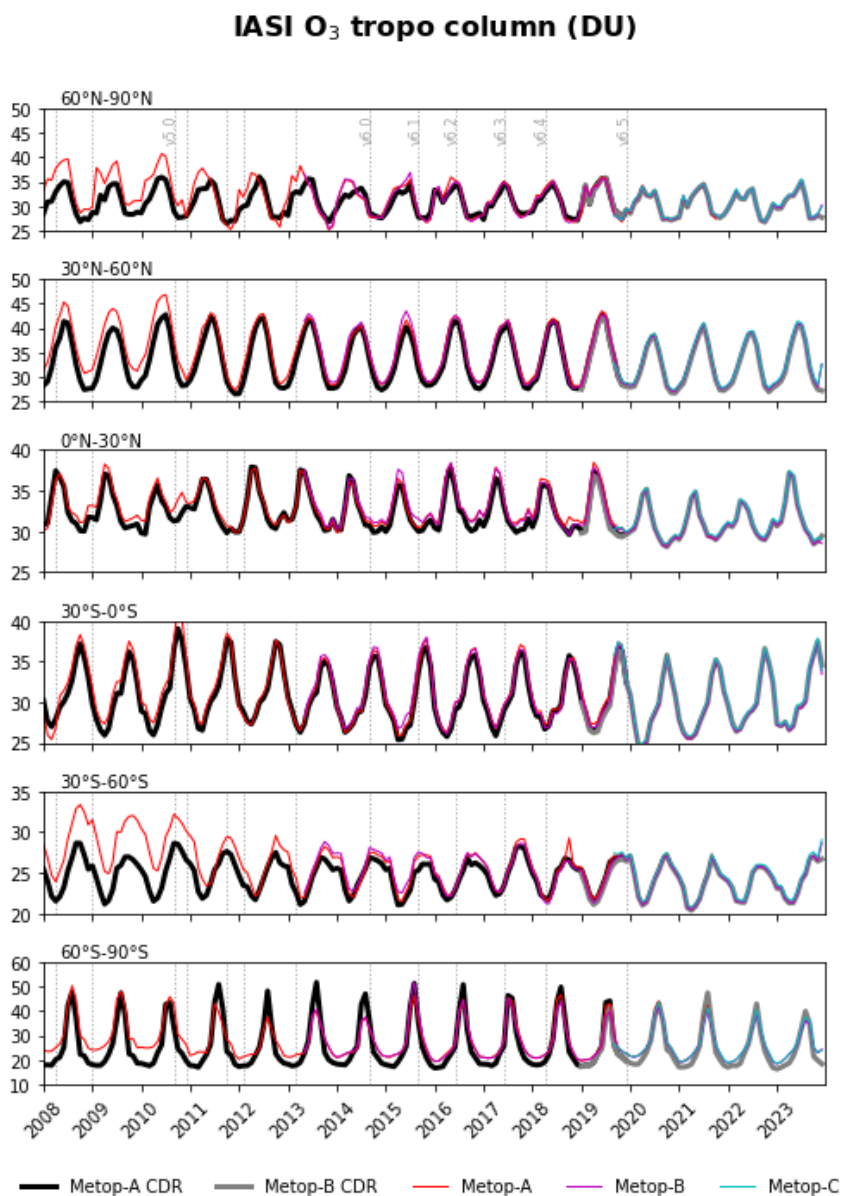 IASI O₃ tropo column (DU)
60°N-90°N
50
45
40
35
30
25
v5.0
v6.0
v6.1
v6.2
v6.3
v6.4
v6.5
30°N-60°N
50
45
40
35
30
25
0°N-30°N
40
35
30
25
30°S-0°S
40
35
30
25
30°S-60°S
35
30
25
20
60°S-90°S
60
50
40
30
20
10
2008 2009 2010 2011 2012 2013 2014 2015 2016 2017 2018 2019 2020 2021 2022 2023
Metop-A CDR Metop-B CDR Metop-A Metop-B Metop-C